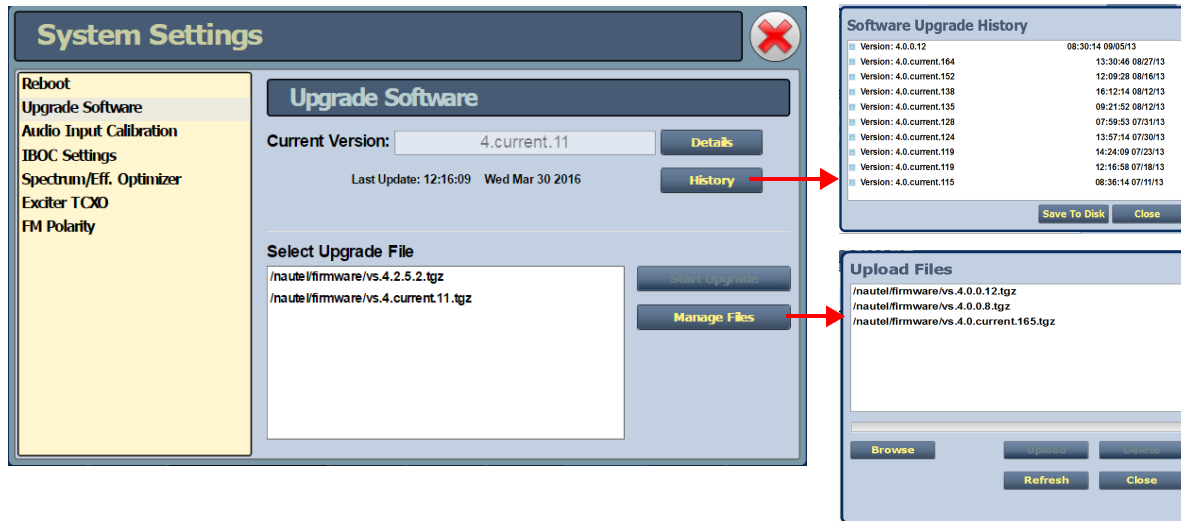 System Settings
Reboot
Upgrade Software
Audio Input Calibration
IBOC Settings
Spectrum/Eff. Optimizer
Exciter TCXO
FM Polarity
Upgrade Software
Current Version: 4.current.11 Details
Last Update: 12:16:09 Wed Mar 30 2016 History
Select Upgrade File
/nautel/firmware/vs.4.2.5.2.tgz
/nautel/firmware/vs.4.current.11.tgz
Start Upgrade
Manage Files
Software Upgrade History
Version: 4.0.0.12 08:30:14 09/05/13
Version: 4.0.current.164 13:30:46 08/27/13
Version: 4.0.current.152 12:09:28 08/16/13
Version: 4.0.current.138 16:12:14 08/12/13
Version: 4.0.current.135 09:21:52 08/12/13
Version: 4.0.current.128 07:59:53 07/31/13
Version: 4.0.current.124 13:57:14 07/30/13
Version: 4.0.current.119 14:24:09 07/23/13
Version: 4.0.current.119 12:16:58 07/18/13
Version: 4.0.current.115 08:36:14 07/11/13
Save To Disk Close
Upload Files
/nautel/firmware/vs.4.0.0.12.tgz
/nautel/firmware/vs.4.0.0.8.tgz
/nautel/firmware/vs.4.0.current.165.tgz
Browse Upload Delete
Refresh Close